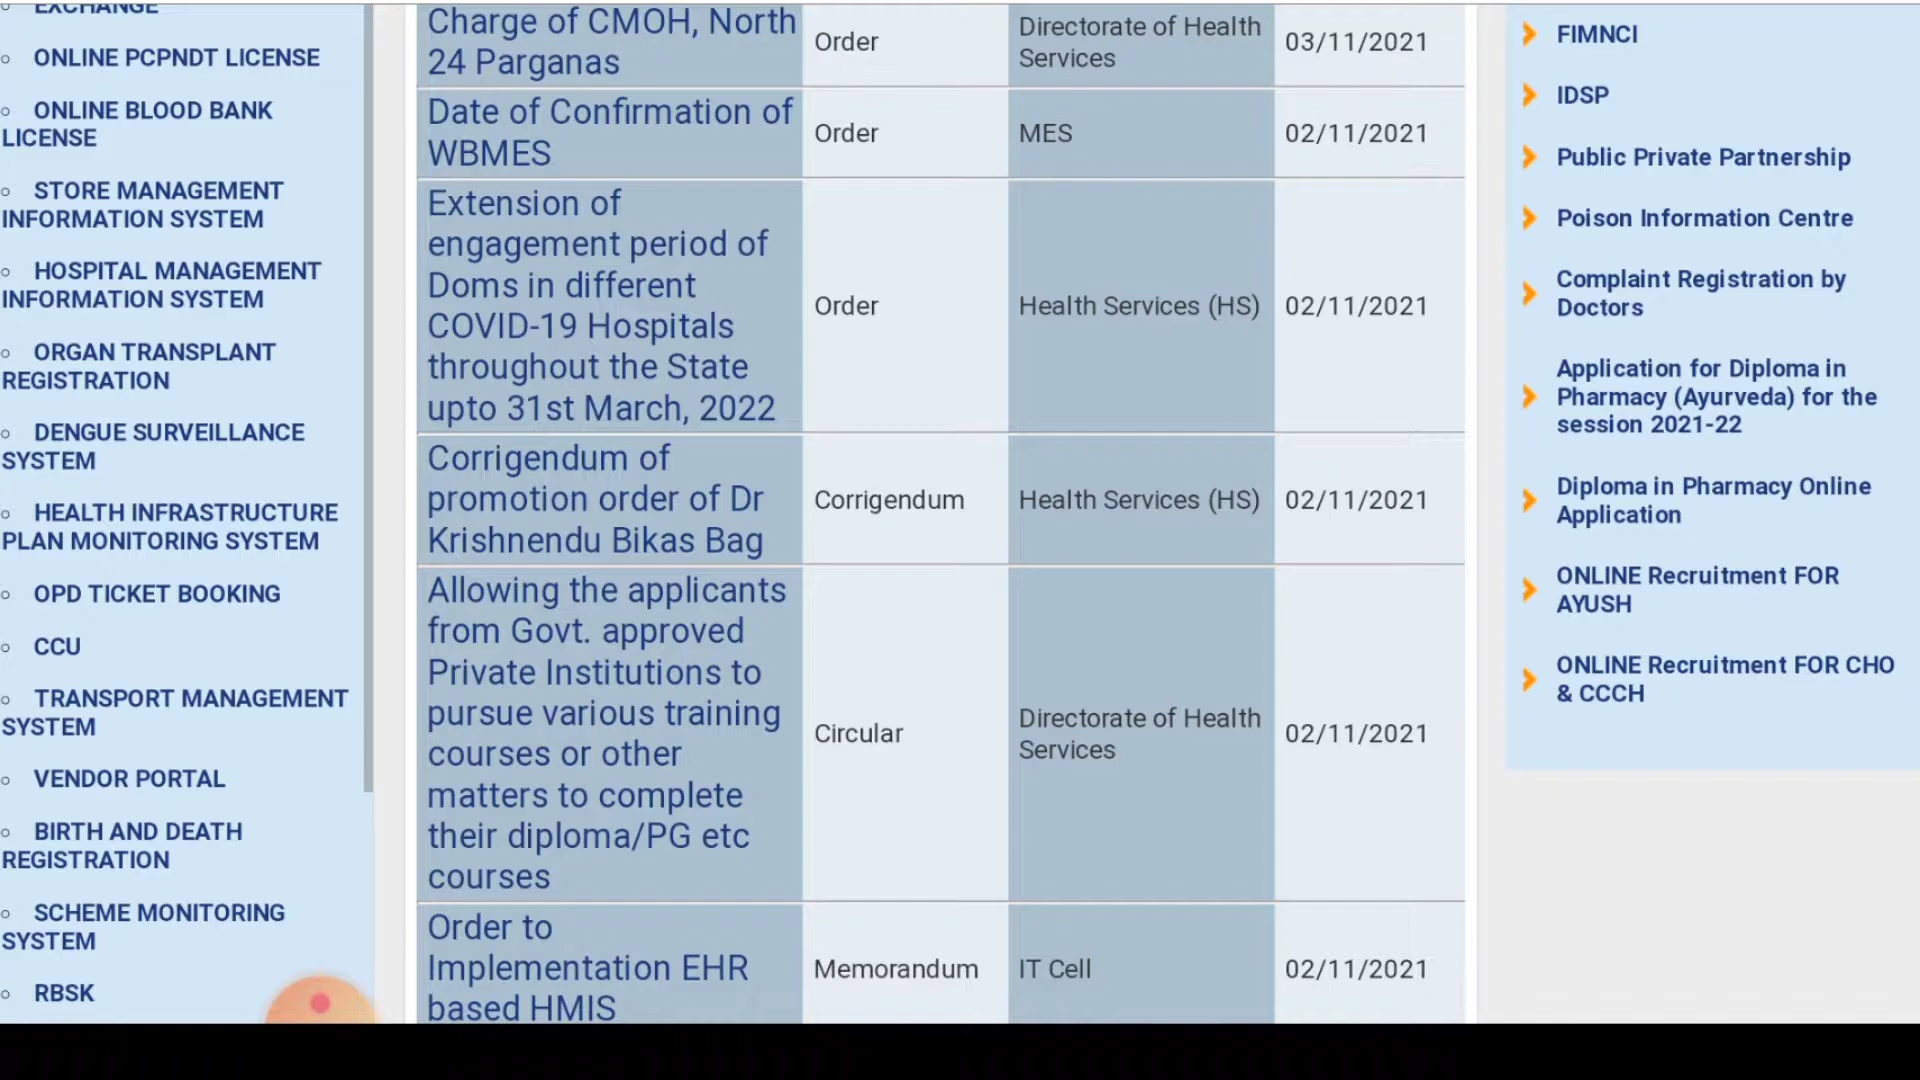 EXCHANGE
ONLINE PCPNDT LICENSE
ONLINE BLOOD BANK
LICENSE
STORE MANAGEMENT
INFORMATION SYSTEM
HOSPITAL MANAGEMENT
INFORMATION SYSTEM
ORGAN TRANSPLANT
REGISTRATION
DENGUE SURVEILLANCE
SYSTEM
HEALTH INFRASTRUCTURE
PLAN MONITORING SYSTEM
OPD TICKET BOOKING
CCU
TRANSPORT MANAGEMENT
SYSTEM
VENDOR PORTAL
BIRTH AND DEATH
REGISTRATION
SCHEME MONITORING
SYSTEM
RBSK
Charge of CMOH, North
24 Parganas
Order
Directorate of Health
Services
03/11/2021
Date of Confirmation of
WBMES
Order
MES
02/11/2021
Extension of
engagement period of
Doms in different
COVID-19 Hospitals
throughout the State
upto 31st March, 2022
Order
Health Services (HS)
02/11/2021
Corrigendum of
promotion order of Dr
Krishnendu Bikas Bag
Corrigendum
Health Services (HS)
02/11/2021
Allowing the applicants
from Govt. approved
Private Institutions to
pursue various training
courses or other
matters to complete
their diploma/PG etc
courses
Circular
Directorate of Health
Services
02/11/2021
Order to
Implementation EHR
based HMIS
Memorandum
IT Cell
02/11/2021
FIMNCI
IDSP
Public Private Partnership
Poison Information Centre
Complaint Registration by
Doctors
Application for Diploma in
Pharmacy (Ayurveda) for the
session 2021-22
Diploma in Pharmacy Online
Application
ONLINE Recruitment FOR
AYUSH
ONLINE Recruitment FOR CHO
& CCCH